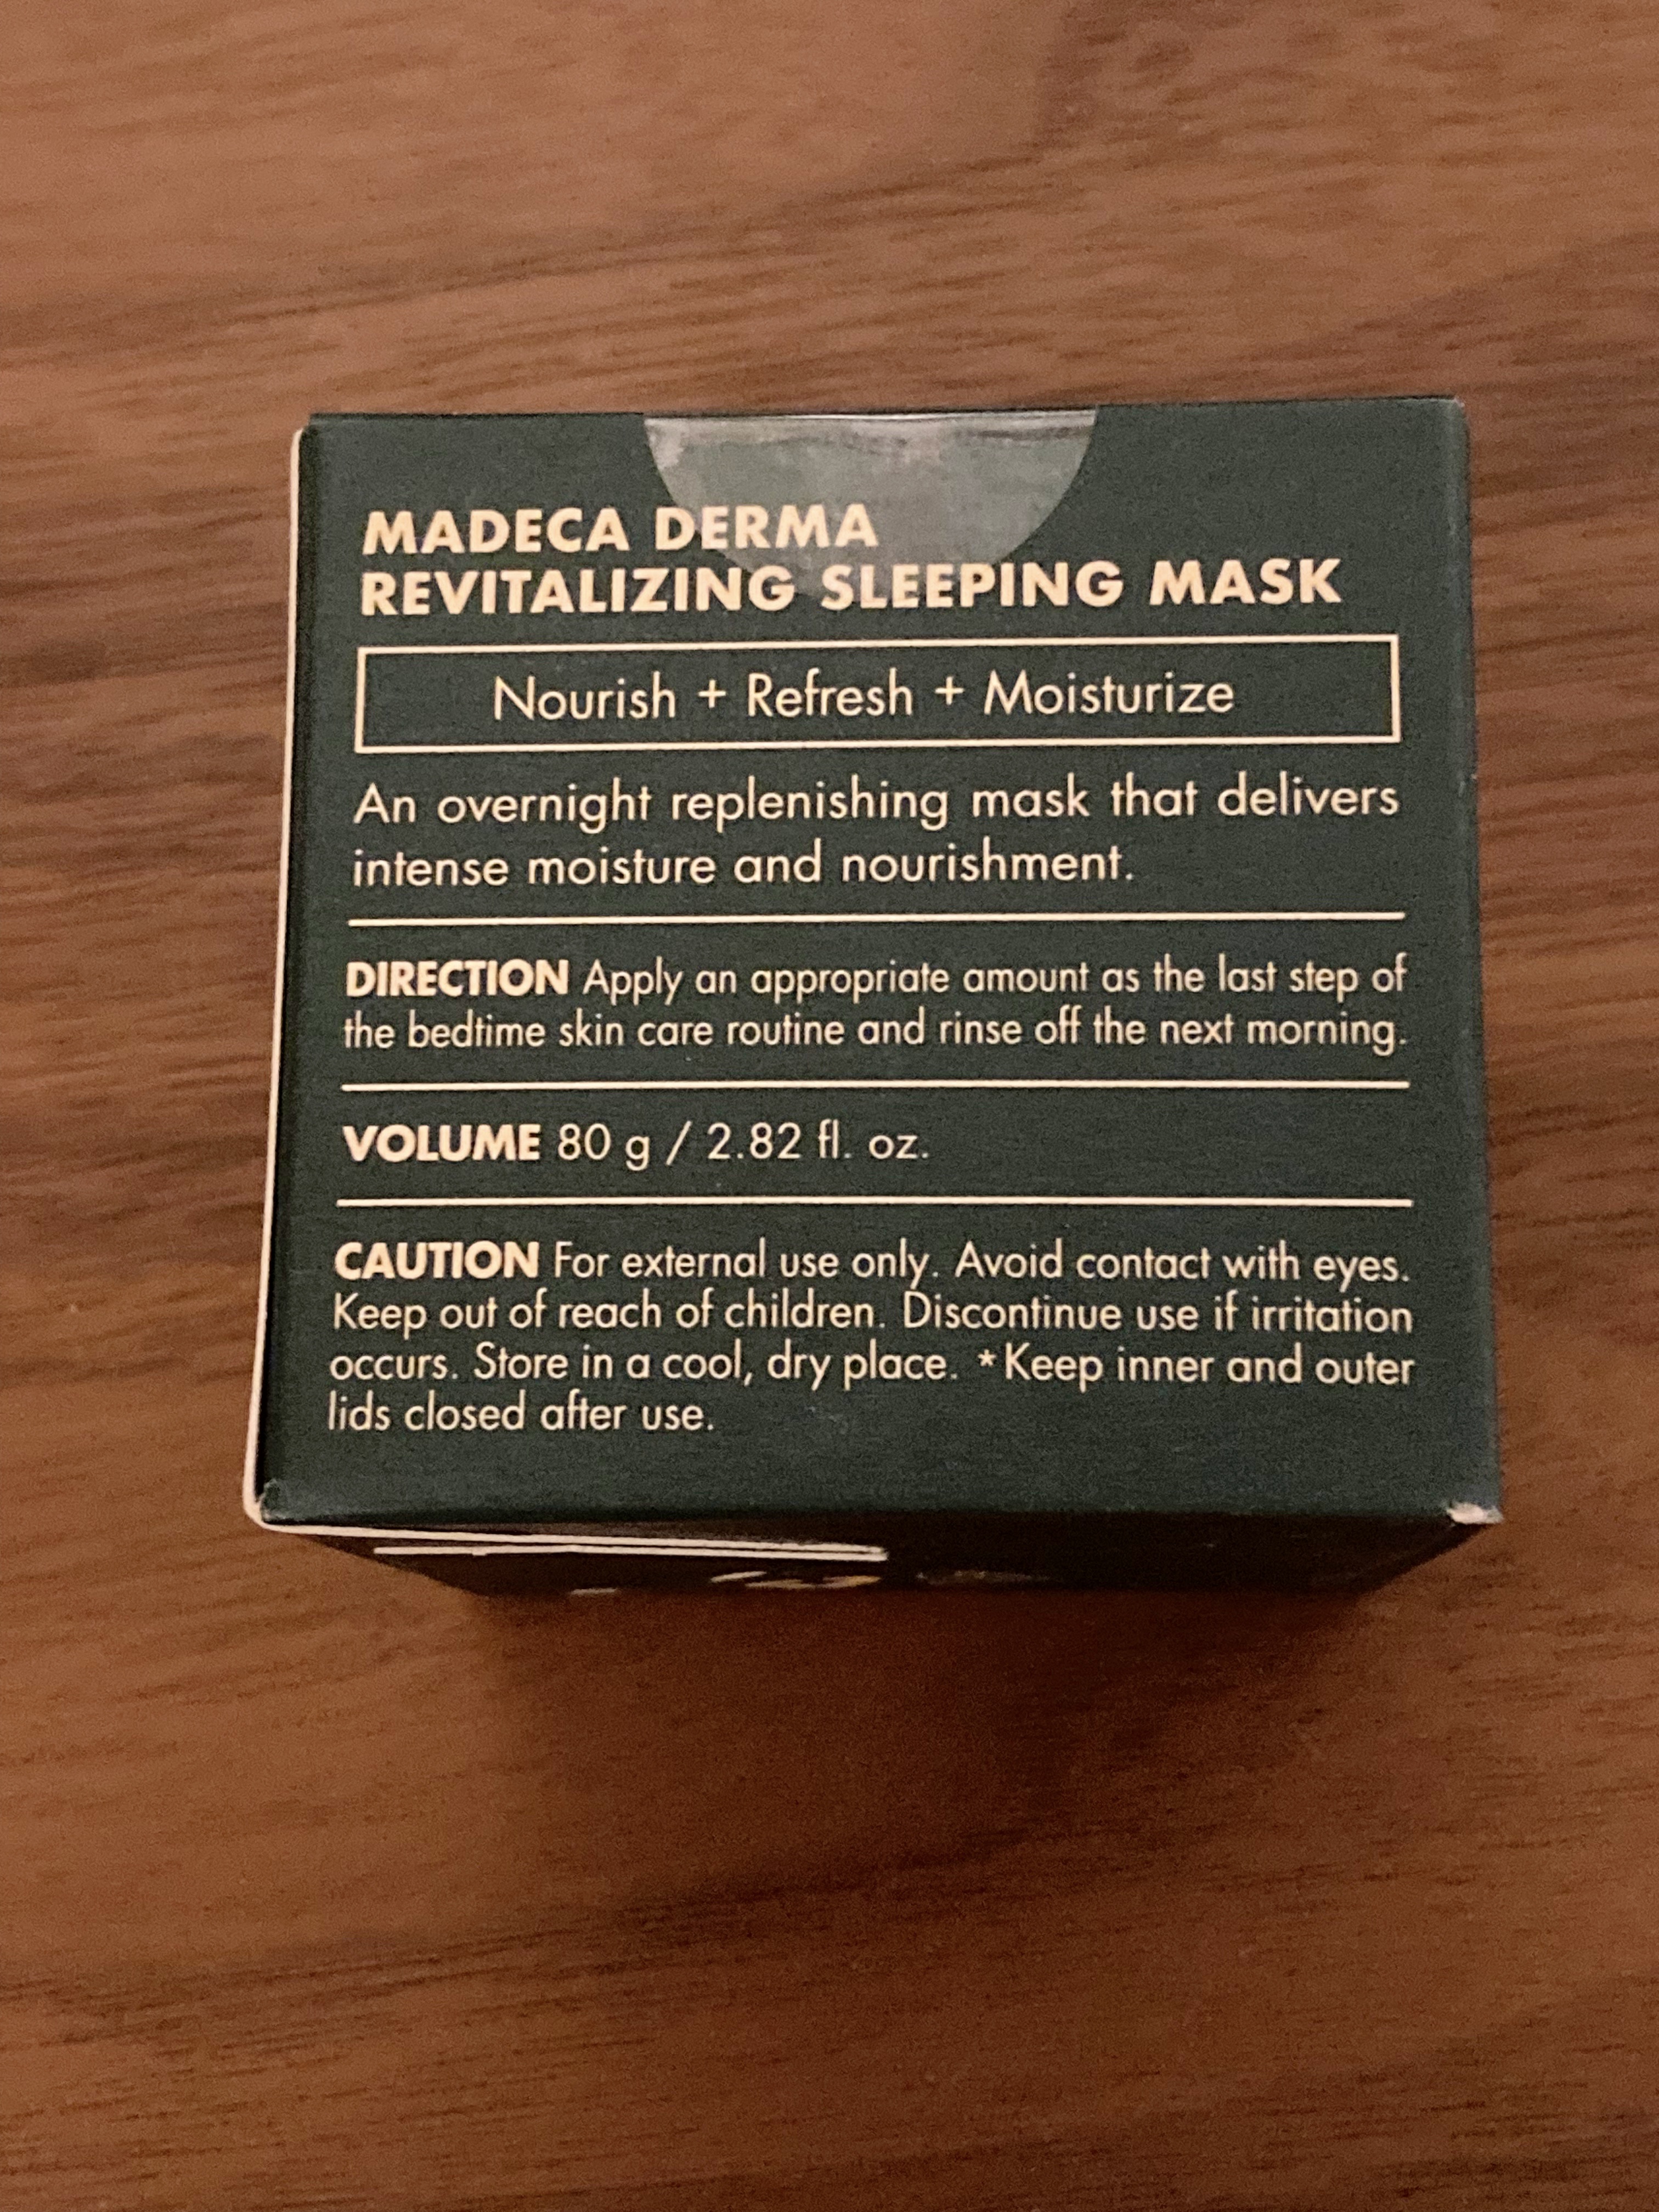 MADECA DERMA
REVITALIZING SLEEPING MASK
Nourish + Refresh + Moisturize
An overnight replenishing mask that delivers
intense moisture and nourishment.
DIRECTION Apply an appropriate amount as the last step of
the bedtime skin care routine and rinse off the next morning.
VOLUME 80 g / 2.82 fl. oz.
CAUTION For external use only. Avoid contact with eyes.
Keep out of reach of children. Discontinue use if irritation
occurs. Store in a cool, dry place. *Keep inner and outer
lids closed after use.